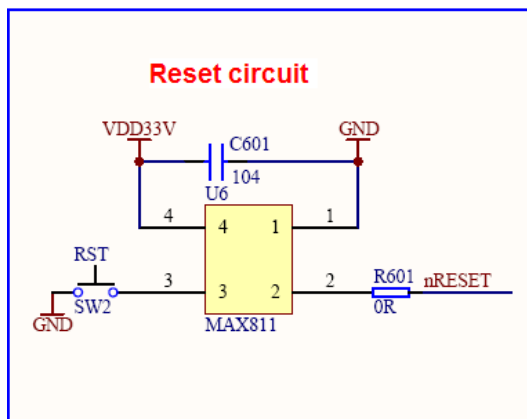 Reset circuit
VDD33V
C601
GND
104
U6
4
4
1
1
RST
3
3
2
2
R601
nRESET
GND
SW2
MAX811
0R